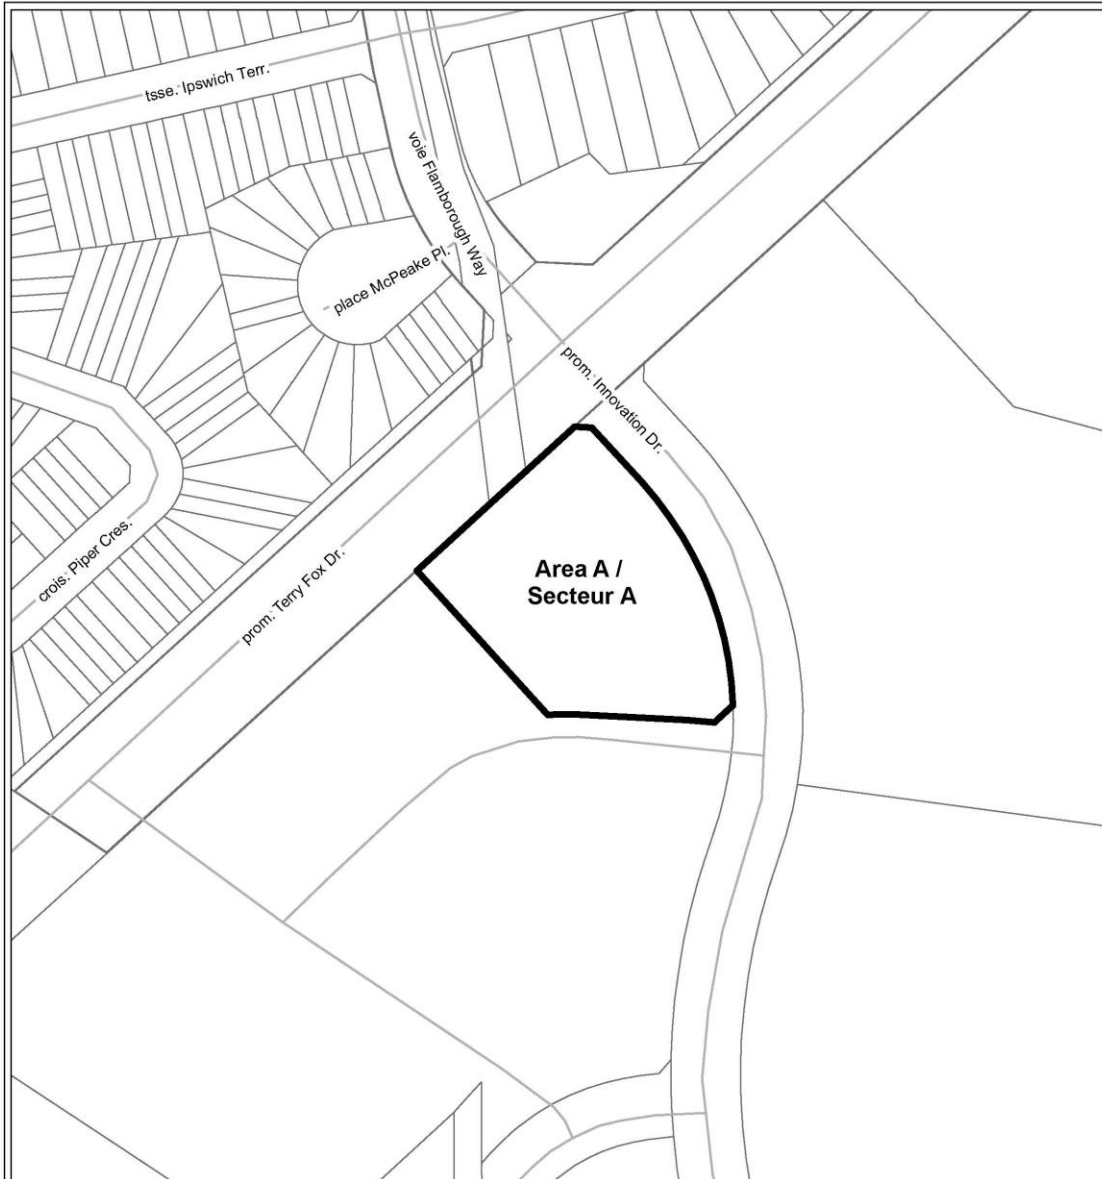 tsse. Ipswich Terr.
voie Flamborough Way
place McPeake Pl.
prom. Innovation Dr.
crois. Piper Cres.
prom. Terry Fox Dr.
Area A /
Secteur A